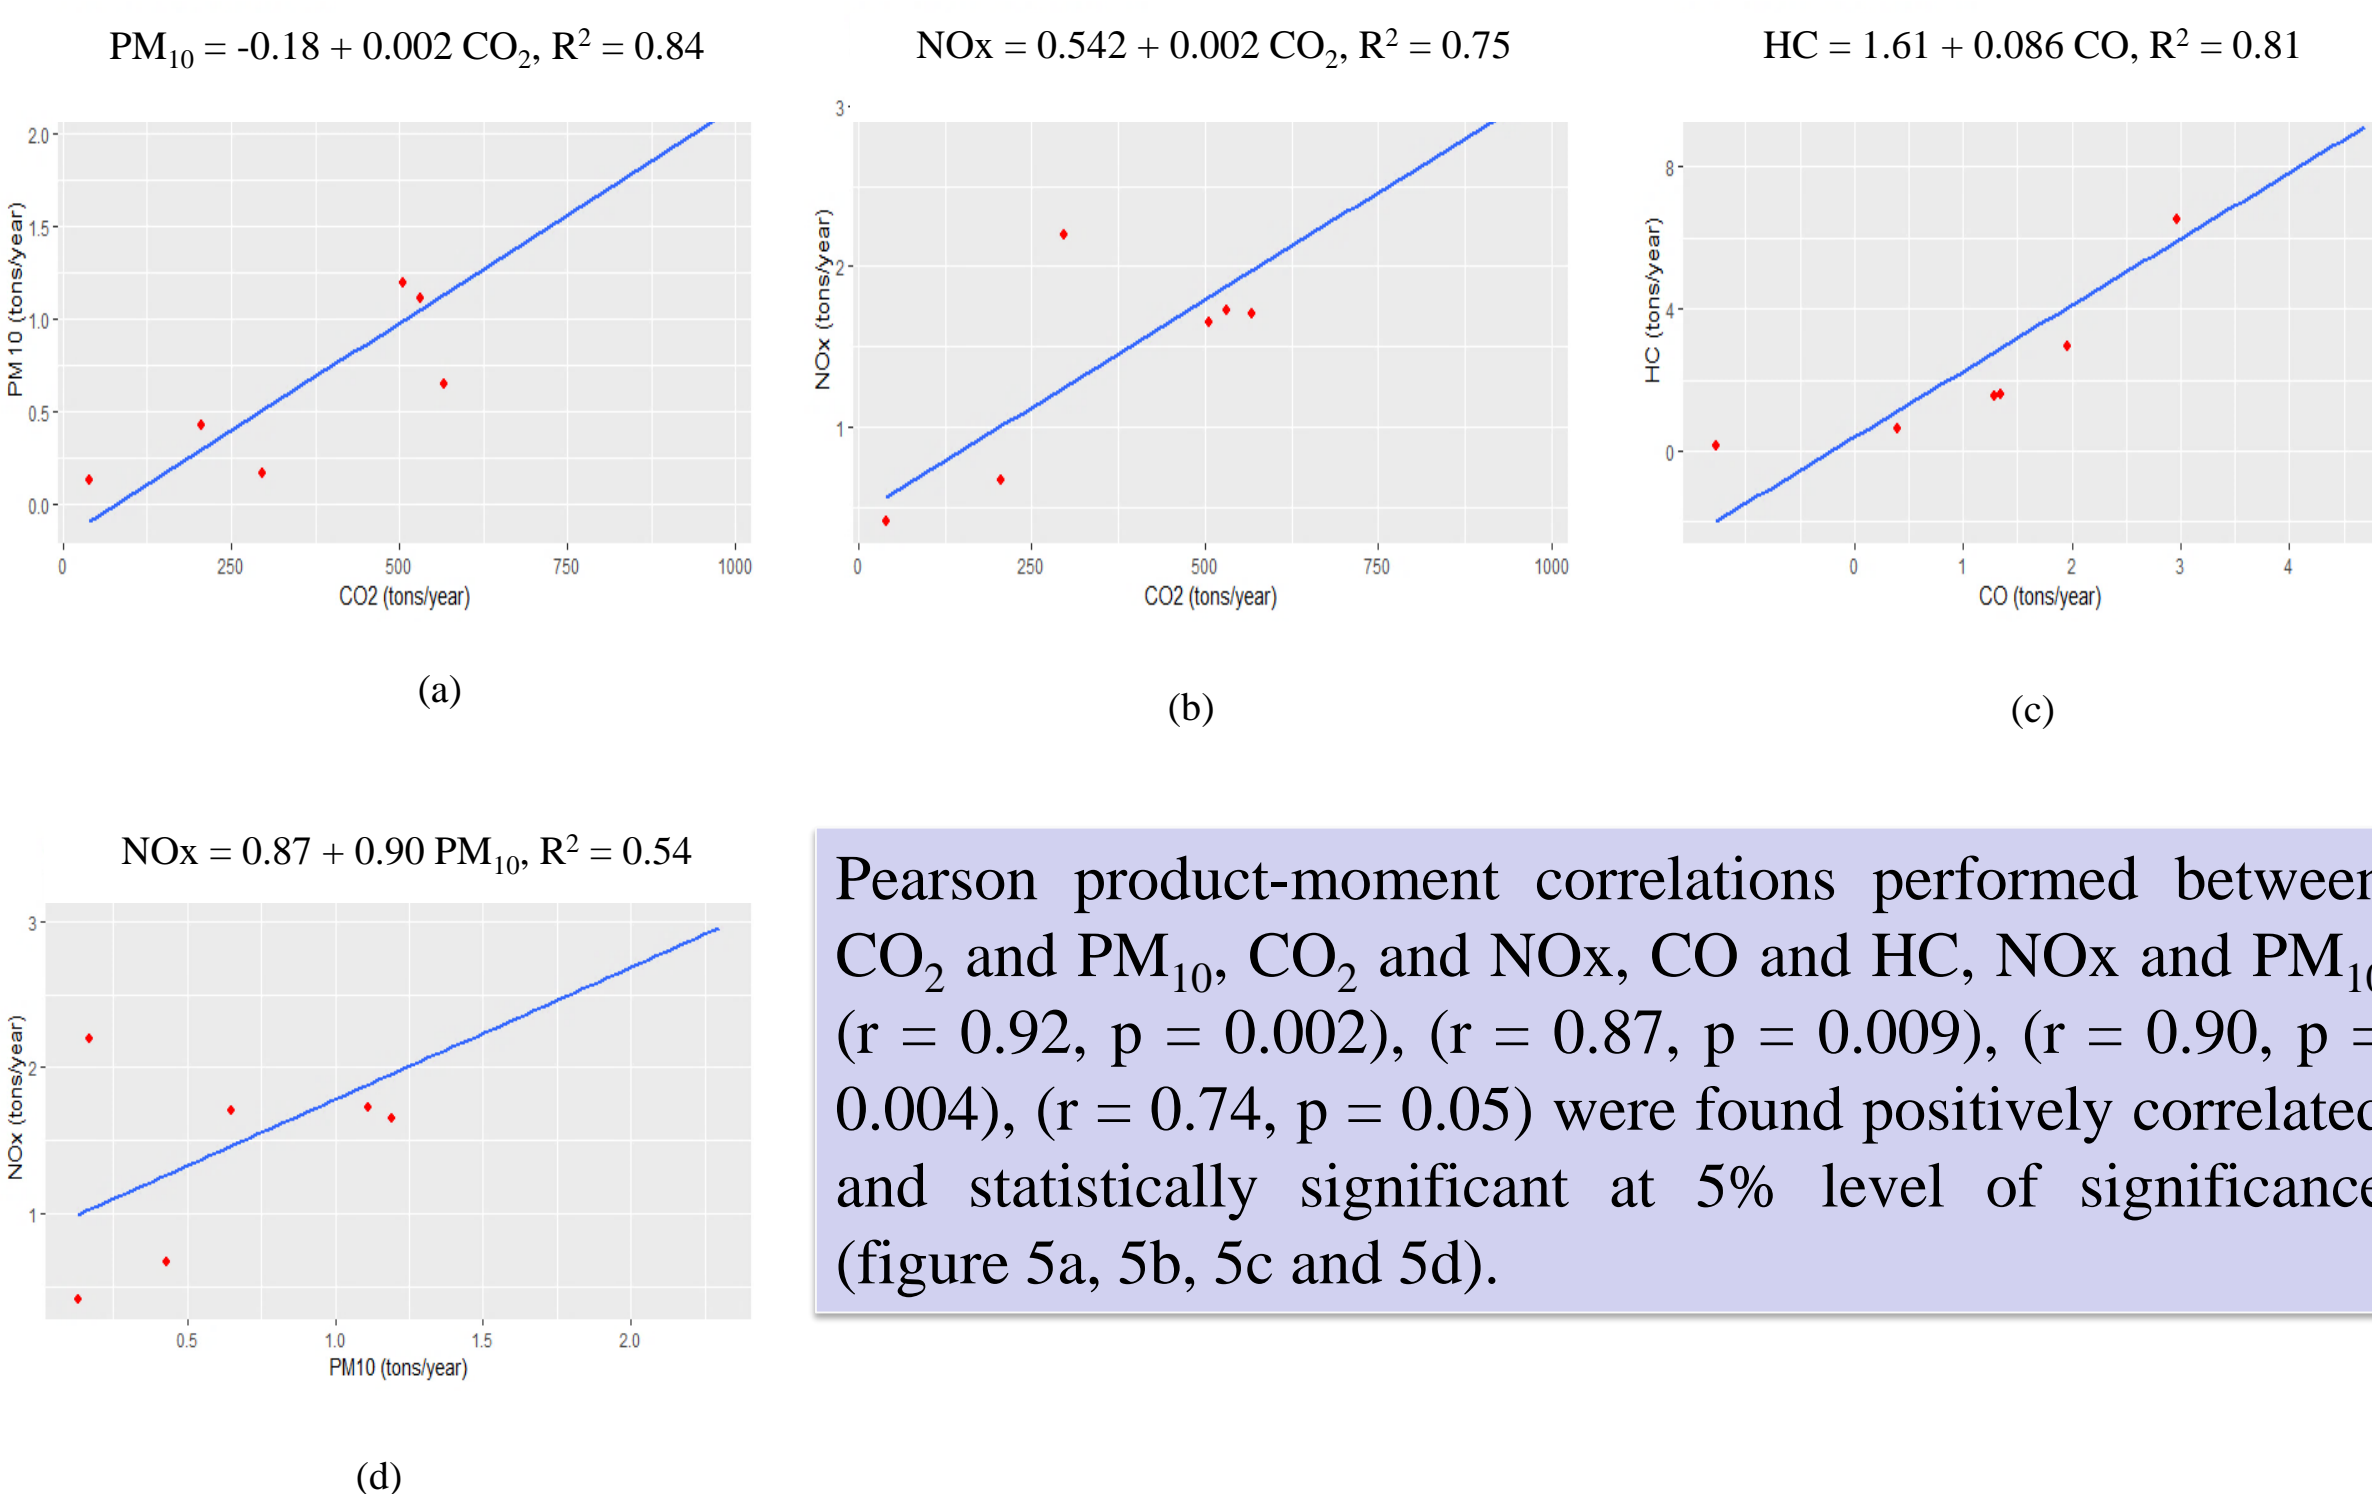 PM₁₀ = -0.18 + 0.002 CO₂, R² = 0.84
2.0
1.5
1.0
0.5
0.0
PM10 (tons/year)
0 250 500 750 1000
CO2 (tons/year)
(a)
NOx = 0.542 + 0.002 CO₂, R² = 0.75
3
2
1
NOx (tons/year)
0 250 500 750 1000
CO2 (tons/year)
(b)
HC = 1.61 + 0.086 CO, R² = 0.81
8
4
0
HC (tons/year)
0 1 2 3 4
CO (tons/year)
(c)
NOx = 0.87 + 0.90 PM₁₀, R² = 0.54
3
2
1
NOx (tons/year)
0.5 1.0 1.5 2.0
PM10 (tons/year)
(d)
Pearson product-moment correlations performed between
CO₂ and PM₁₀, CO₂ and NOx, CO and HC, NOx and PM₁₀
(r = 0.92, p = 0.002), (r = 0.87, p = 0.009), (r = 0.90, p =
0.004), (r = 0.74, p = 0.05) were found positively correlated
and statistically significant at 5% level of significance
(figure 5a, 5b, 5c and 5d).